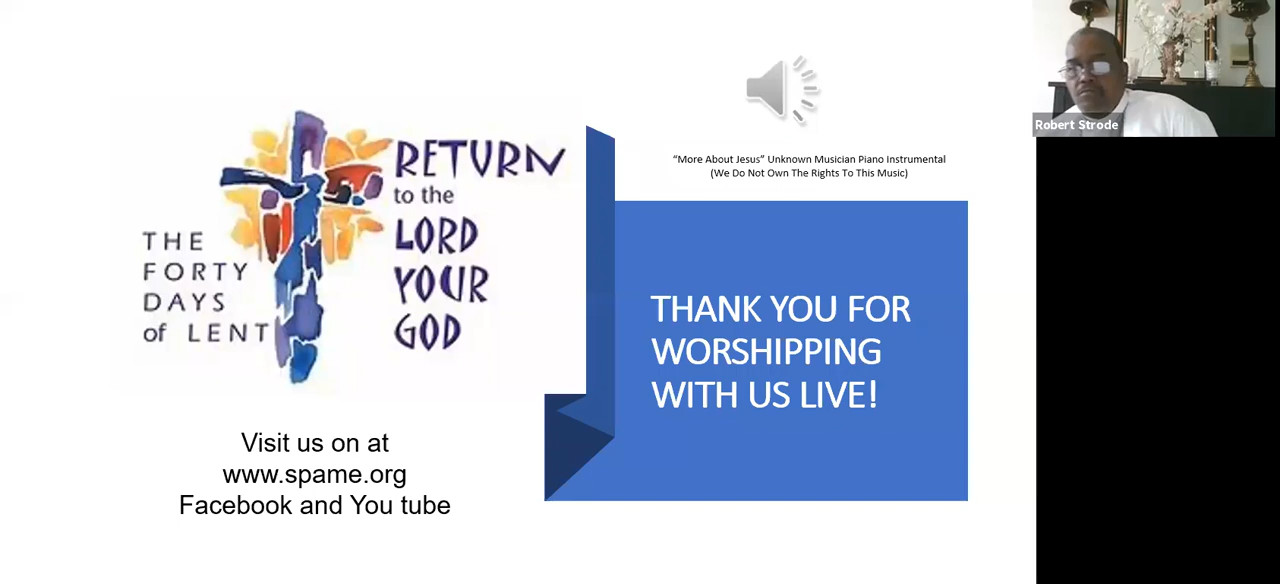 THE
FORTY
DAYS
of LENT
RETURN
to the
LORD
YOUR
GOD
Visit us on at
www.spame.org
Facebook and You tube
“More About Jesus” Unknown Musician Piano Instrumental
(We Do Not Own The Rights To This Music)
THANK YOU FOR
WORSHIPPING
WITH US LIVE!
Robert Strode